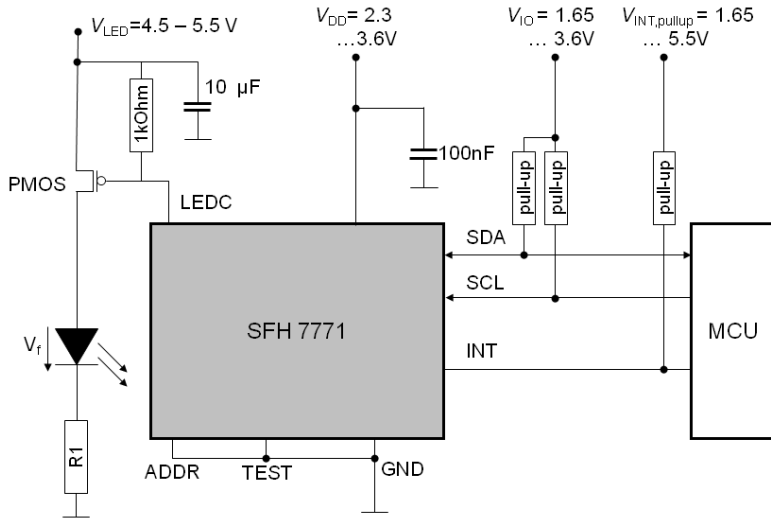 V_LED=4.5 – 5.5 V
V_DD = 2.3
...3.6V
V_IO = 1.65
... 3.6V
V_INT,pullup= 1.65
... 5.5V
1kOhm
10 µF
100nF
pull-up
pull-up
pull-up
PMOS
LEDC
SDA
SCL
INT
SFH 7771
MCU
V_f
R1
ADDR
TEST
GND